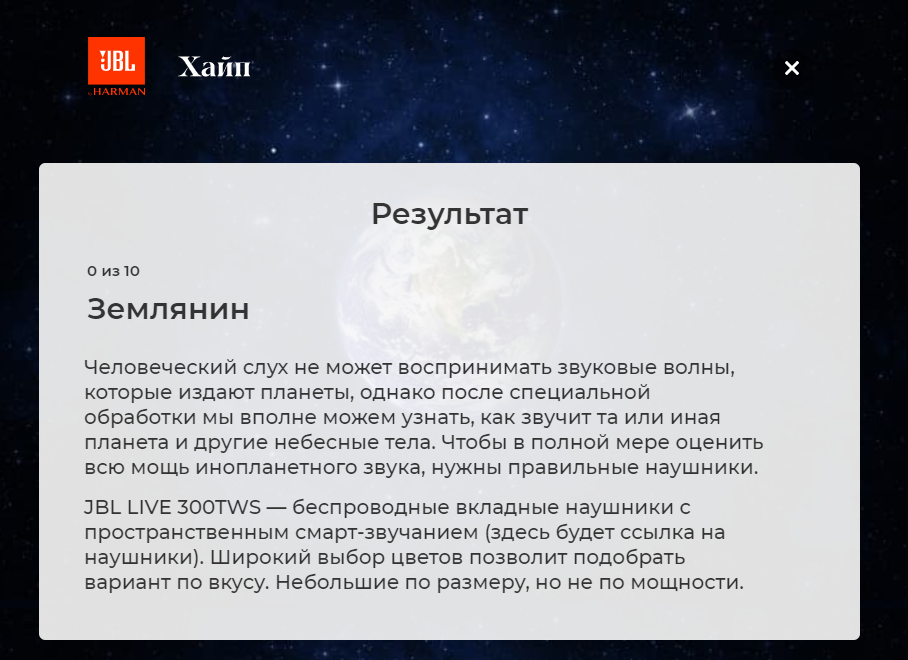 JBL
by HARMAN
Хайп
Результат
0 из 10
Землянин
Человеческий слух не может воспринимать звуковые волны,
которые издают планеты, однако после специальной
обработки мы вполне можем узнать, как звучит та или иная
планета и другие небесные тела. Чтобы в полной мере оценить
всю мощь инопланетного звука, нужны правильные наушники.
JBL LIVE 300TWS — беспроводные вкладные наушники с
пространственным смарт-звучанием (здесь будет ссылка на
наушники). Широкий выбор цветов позволит подобрать
вариант по вкусу. Небольшие по размеру, но не по мощности.